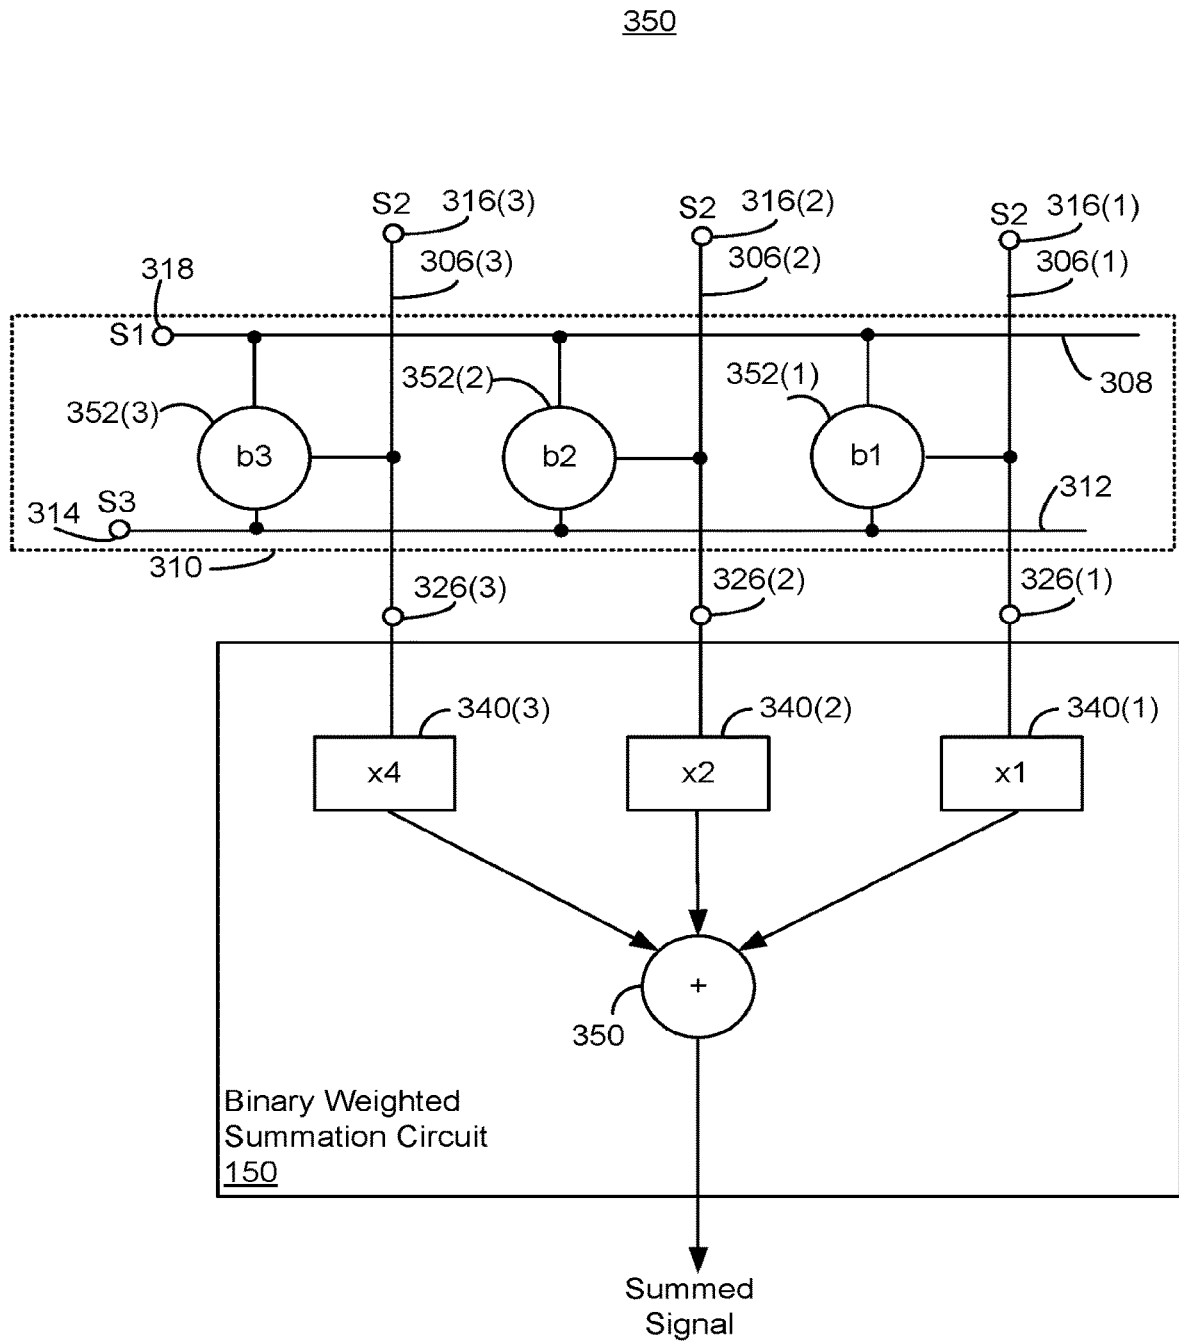 350
S2 316(3) S2 316(2) S2 316(1)
306(3) 306(2) 306(1)
318
S1
308
352(3) 352(2) 352(1)
b3 b2 b1
S3
314 312
310
326(3) 326(2) 326(1)
340(3) 340(2) 340(1)
x4 x2 x1
+
350
Binary Weighted
Summation Circuit
150
Summed
Signal